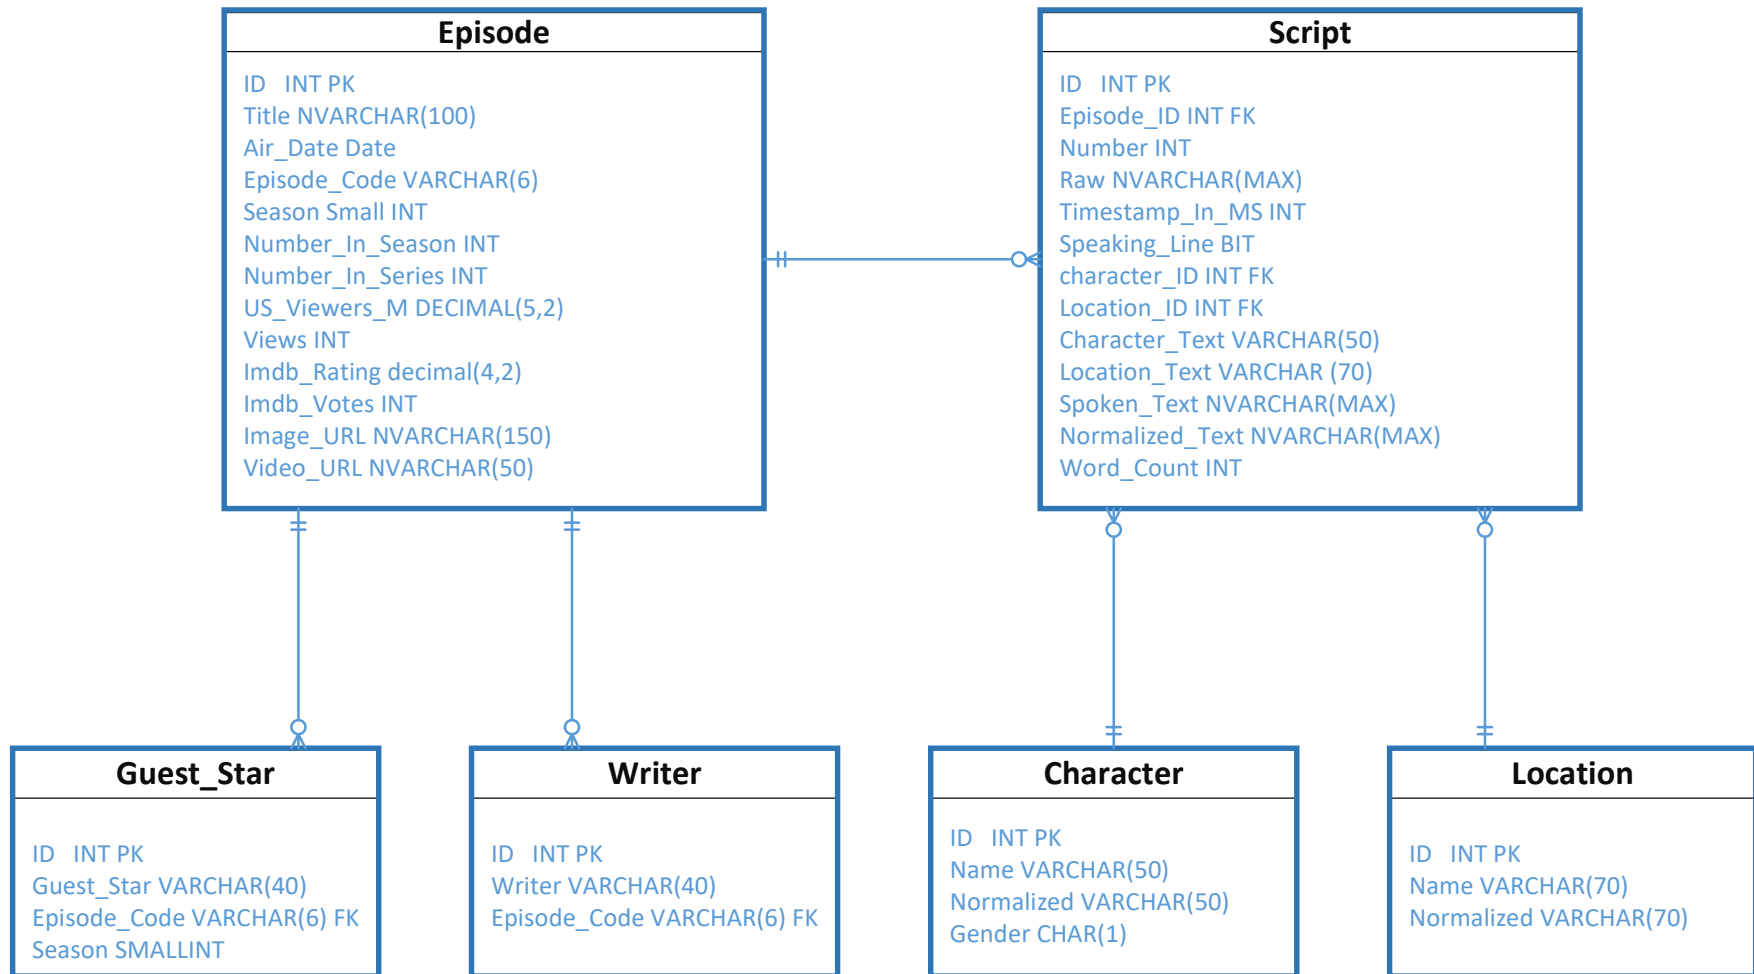 Episode
ID   INT PK
Title NVARCHAR(100)
Air_Date Date
Episode_Code VARCHAR(6)
Season Small INT
Number_In_Season INT
Number_In_Series INT
US_Viewers_M DECIMAL(5,2)
Views INT
Imdb_Rating decimal(4,2)
Imdb_Votes INT
Image_URL NVARCHAR(150)
Video_URL NVARCHAR(50)
Script
ID   INT PK
Episode_ID INT FK
Number INT
Raw NVARCHAR(MAX)
Timestamp_In_MS INT
Speaking_Line BIT
character_ID INT FK
Location_ID INT FK
Character_Text VARCHAR(50)
Location_Text VARCHAR (70)
Spoken_Text NVARCHAR(MAX)
Normalized_Text NVARCHAR(MAX)
Word_Count INT
Guest_Star
ID   INT PK
Guest_Star VARCHAR(40)
Episode_Code VARCHAR(6) FK
Season SMALLINT
Writer
ID   INT PK
Writer VARCHAR(40)
Episode_Code VARCHAR(6) FK
Character
ID   INT PK
Name VARCHAR(50)
Normalized VARCHAR(50)
Gender CHAR(1)
Location
ID   INT PK
Name VARCHAR(70)
Normalized VARCHAR(70)